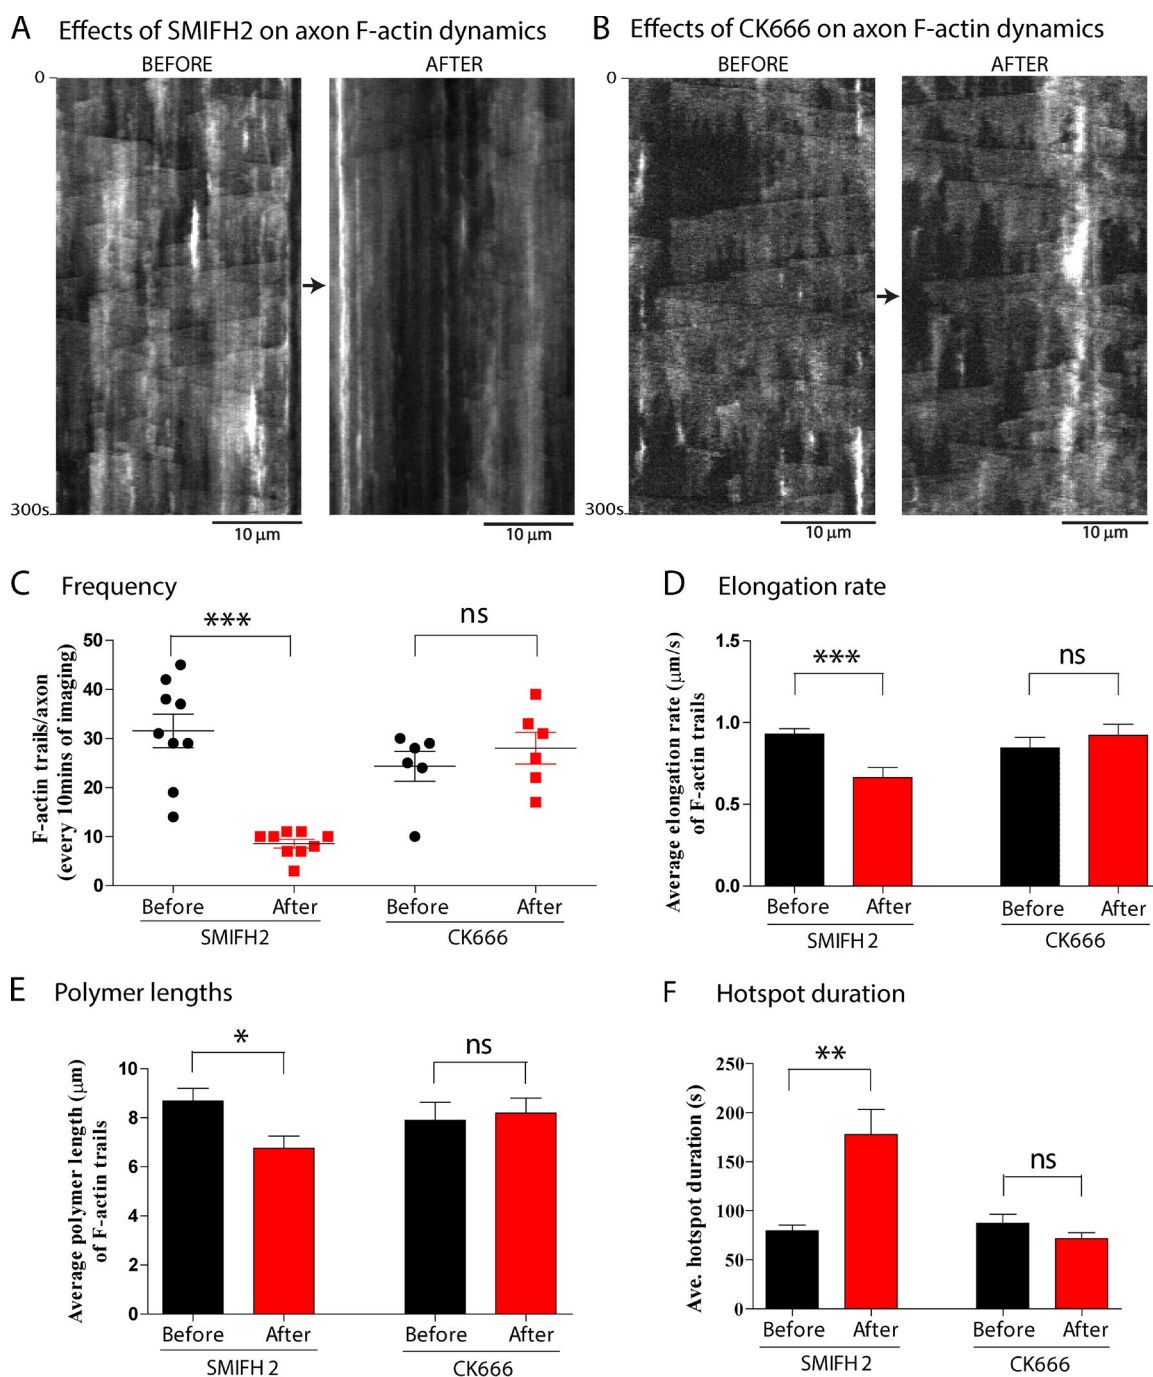 A Effects of SMIFH2 on axon F-actin dynamics
BEFORE AFTER
0
300s
10 μm 10 μm
B Effects of CK666 on axon F-actin dynamics
BEFORE AFTER
0
300s
10 μm 10 μm
C Frequency
F-actin trails/axon
(every 10mins of imaging)
50
40
30
20
10
0
*** ns
Before After Before After
SMIFH2 CK666
D Elongation rate
Average elongation rate (μm/s)
of F-actin trails
1.5
1.0
0.5
0.0
*** ns
Before After Before After
SMIFH2 CK666
E Polymer lengths
Average polymer length (μm)
of F-actin trails
10
8
6
4
2
0
* ns
Before After Before After
SMIFH 2 CK666
F Hotspot duration
Ave. hotspot duration (s)
250
200
150
100
50
0
** ns
Before After Before After
SMIFH 2 CK666